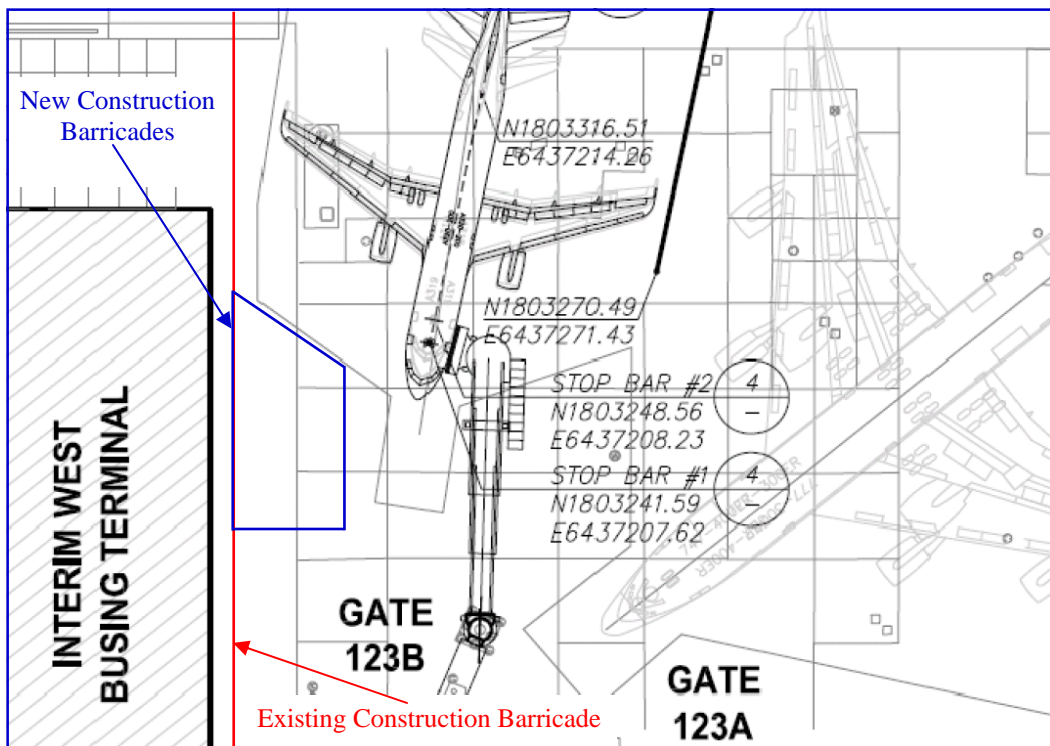 New Construction
Barricades
N1803316.51
E6437214.26
N1803270.49
E6437271.43
STOP BAR #2
N1803248.56
E6437208.23
4
–
STOP BAR #1
N1803241.59
E6437207.62
4
–
INTERIM WEST
BUSING TERMINAL
GATE
123B
GATE
123A
Existing Construction Barricade
A319
A319